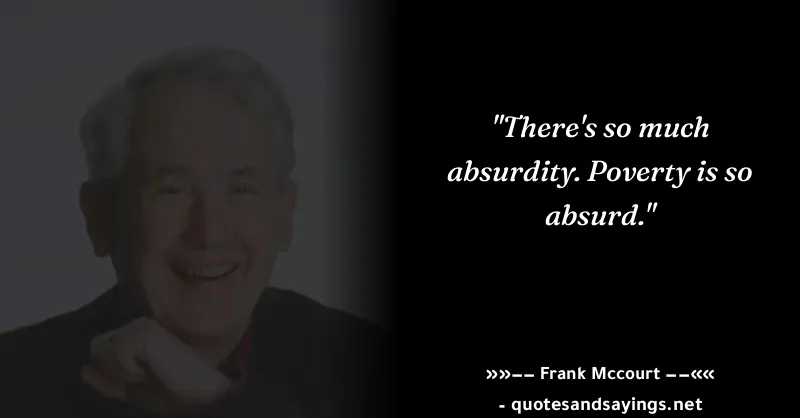 "There's so much
absurdity. Poverty is so
absurd."
»»−− Frank Mccourt −−««
- quotesandsayings.net